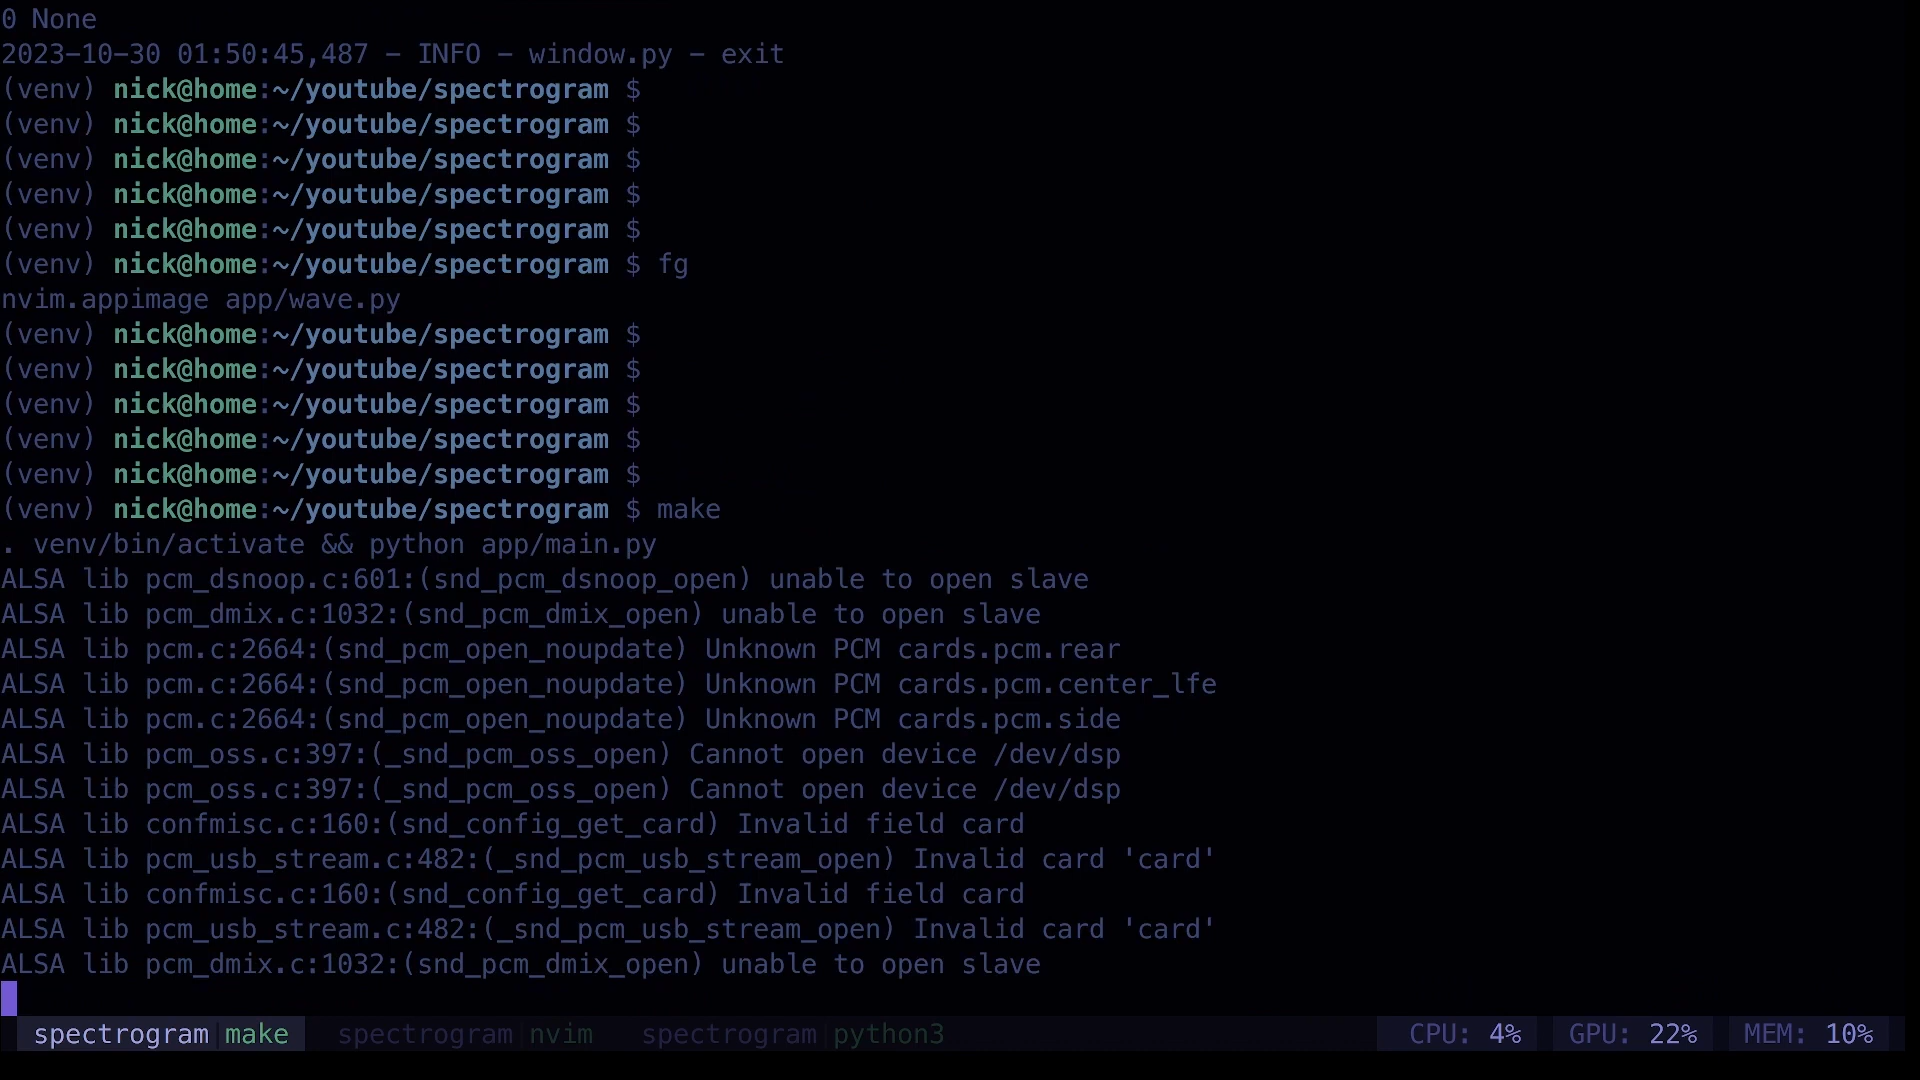 0 None
2023-10-30 01:50:45,487 - INFO - window.py - exit
(venv) nick@home:~/youtube/spectrogram $
(venv) nick@home:~/youtube/spectrogram $
(venv) nick@home:~/youtube/spectrogram $
(venv) nick@home:~/youtube/spectrogram $
(venv) nick@home:~/youtube/spectrogram $
(venv) nick@home:~/youtube/spectrogram $ fg
nvim.appimage app/wave.py
(venv) nick@home:~/youtube/spectrogram $
(venv) nick@home:~/youtube/spectrogram $
(venv) nick@home:~/youtube/spectrogram $
(venv) nick@home:~/youtube/spectrogram $
(venv) nick@home:~/youtube/spectrogram $
(venv) nick@home:~/youtube/spectrogram $ make
. venv/bin/activate && python app/main.py
ALSA lib pcm_dsnoop.c:601:(snd_pcm_dsnoop_open) unable to open slave
ALSA lib pcm_dmix.c:1032:(snd_pcm_dmix_open) unable to open slave
ALSA lib pcm.c:2664:(snd_pcm_open_noupdate) Unknown PCM cards.pcm.rear
ALSA lib pcm.c:2664:(snd_pcm_open_noupdate) Unknown PCM cards.pcm.center_lfe
ALSA lib pcm.c:2664:(snd_pcm_open_noupdate) Unknown PCM cards.pcm.side
ALSA lib pcm_oss.c:397:(_snd_pcm_oss_open) Cannot open device /dev/dsp
ALSA lib pcm_oss.c:397:(_snd_pcm_oss_open) Cannot open device /dev/dsp
ALSA lib confmisc.c:160:(snd_config_get_card) Invalid field card
ALSA lib pcm_usb_stream.c:482:(_snd_pcm_usb_stream_open) Invalid card 'card'
ALSA lib confmisc.c:160:(snd_config_get_card) Invalid field card
ALSA lib pcm_usb_stream.c:482:(_snd_pcm_usb_stream_open) Invalid card 'card'
ALSA lib pcm_dmix.c:1032:(snd_pcm_dmix_open) unable to open slave
spectrogram make spectrogram nvim spectrogram python3 CPU: 4% GPU: 22% MEM: 10%